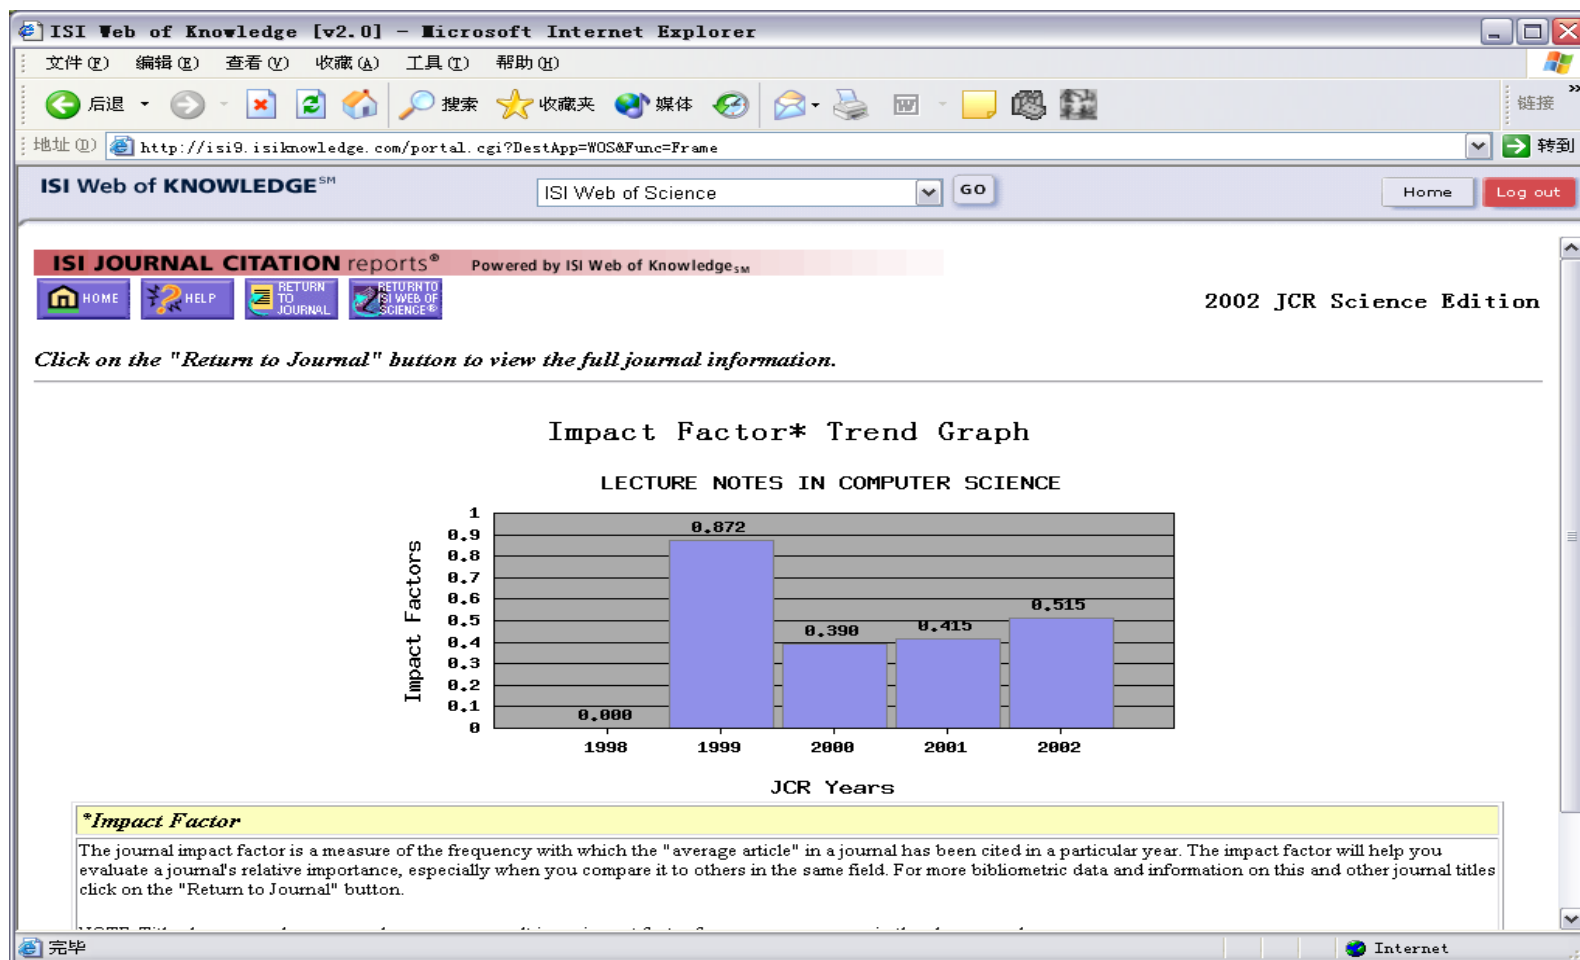 ISI Web of Knowledge [v2.0] - Microsoft Internet Explorer
文件(F) 编辑(E) 查看(V) 收藏(A) 工具(T) 帮助(H)
后退 搜索 收藏夹 媒体 链接
地址(D) http://isi9.isiknowledge.com/portal.cgi?DestApp=WOS&Func=Frame 转到
ISI Web of KNOWLEDGE SM ISI Web of Science GO Home Log out
ISI JOURNAL CITATION reports® Powered by ISI Web of Knowledge SM
HOME HELP RETURN TO JOURNAL RETURN TO ISI WEB OF SCIENCE®
2002 JCR Science Edition
Click on the "Return to Journal" button to view the full journal information.
Impact Factor* Trend Graph
LECTURE NOTES IN COMPUTER SCIENCE
Impact Factors
1
0.9
0.8
0.7
0.6
0.5
0.4
0.3
0.2
0.1
0
0.000 0.872 0.390 0.415 0.515
1998 1999 2000 2001 2002
JCR Years
*Impact Factor
The journal impact factor is a measure of the frequency with which the "average article" in a journal has been cited in a particular year. The impact factor will help you
evaluate a journal's relative importance, especially when you compare it to others in the same field. For more bibliometric data and information on this and other journal titles
click on the "Return to Journal" button.
完毕 Internet